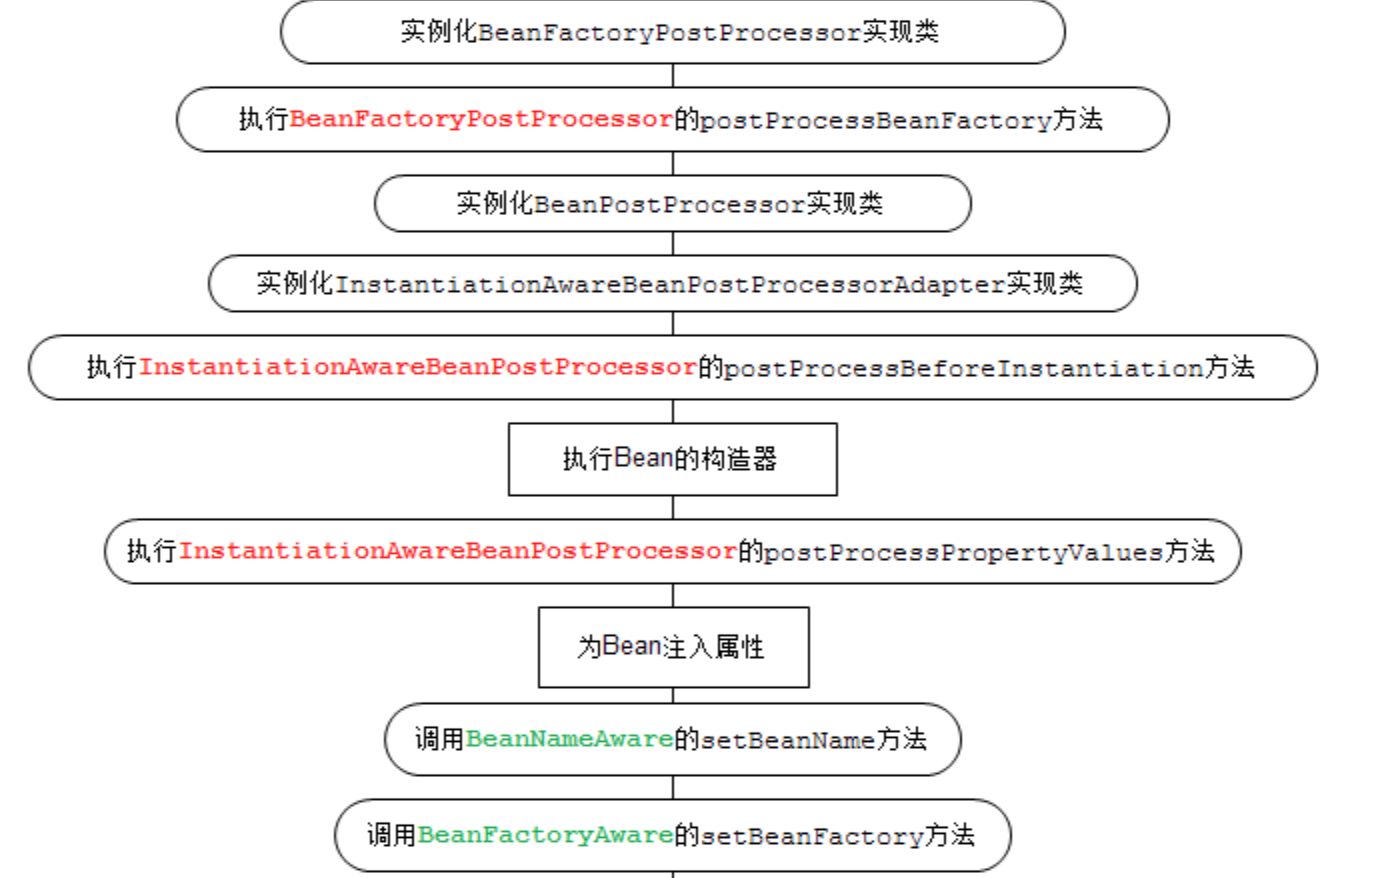 实例化BeanFactoryPostProcessor实现类
执行BeanFactoryPostProcessor的postProcessBeanFactory方法
实例化BeanPostProcessor实现类
实例化InstantiationAwareBeanPostProcessorAdapter实现类
执行InstantiationAwareBeanPostProcessor的postProcessBeforeInstantiation方法
执行Bean的构造器
执行InstantiationAwareBeanPostProcessor的postProcessPropertyValues方法
为Bean注入属性
调用BeanNameAware的setBeanName方法
调用BeanFactoryAware的setBeanFactory方法